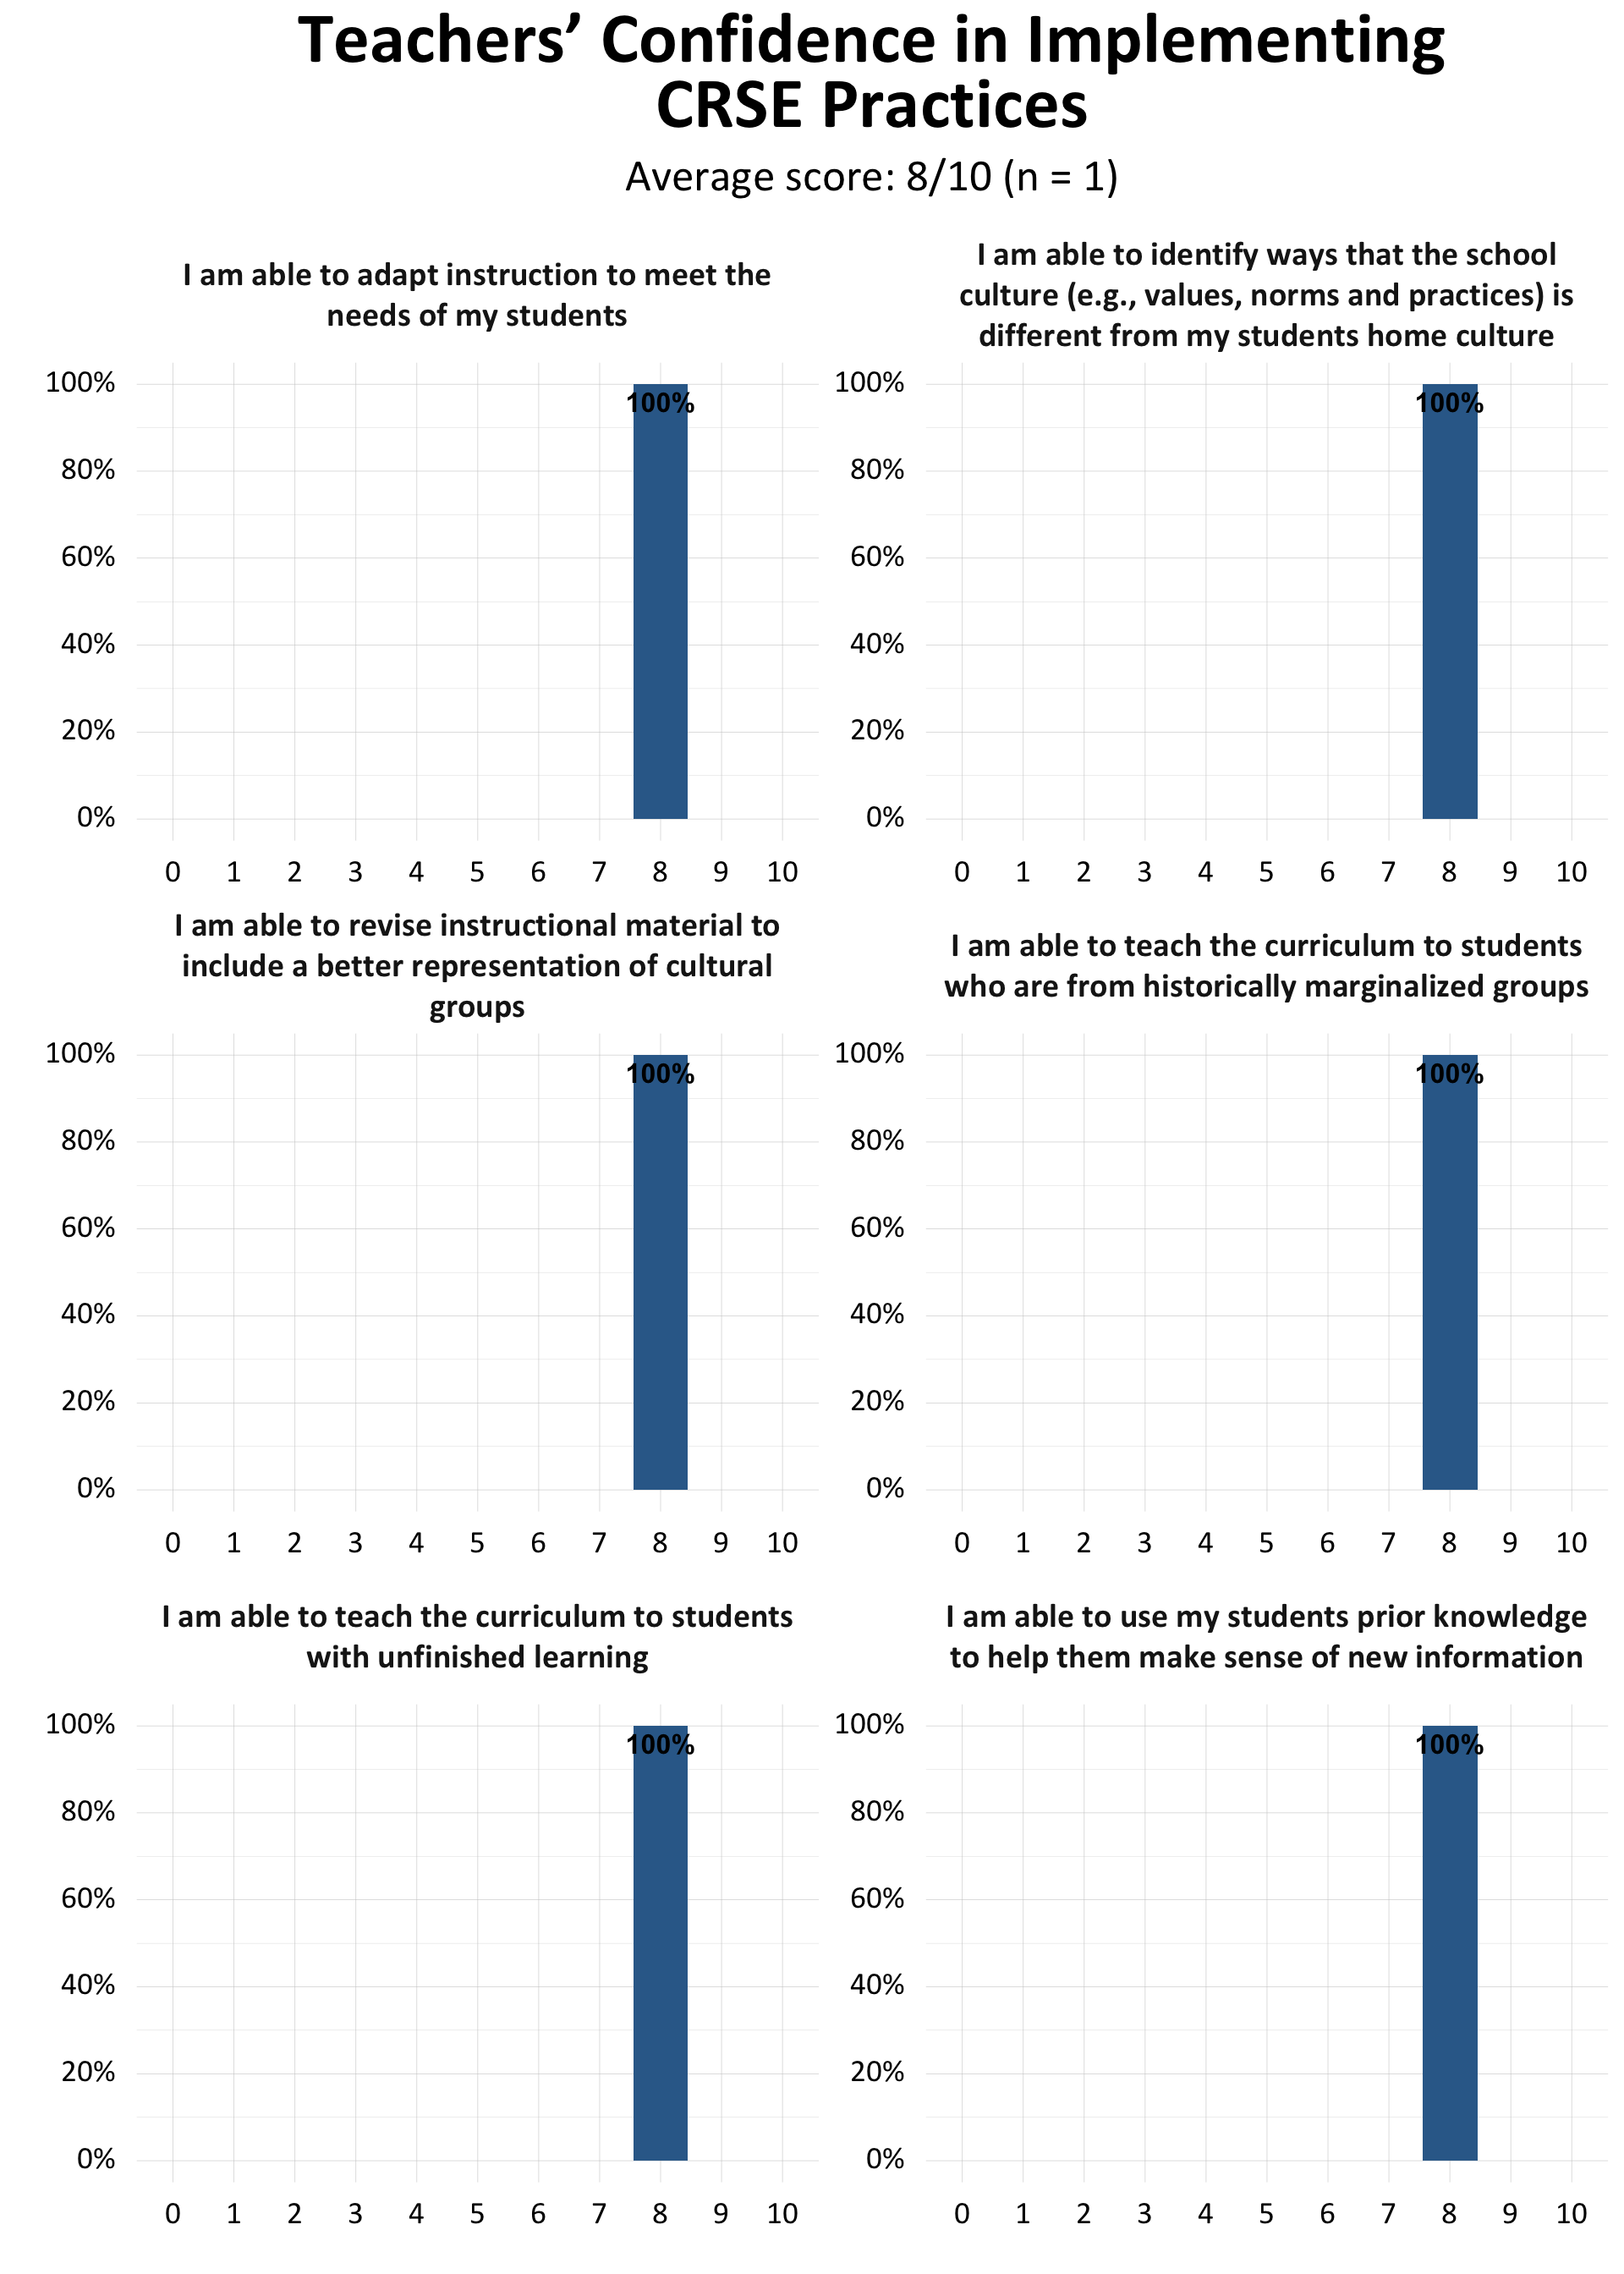 Teachers’ Confidence in Implementing
CRSE Practices
Average score: 8/10 (n = 1)
I am able to adapt instruction to meet the
needs of my students
100%
100%
80%
60%
40%
20%
0%
0 1 2 3 4 5 6 7 8 9 10
I am able to identify ways that the school
culture (e.g., values, norms and practices) is
different from my students home culture
100%
100%
80%
60%
40%
20%
0%
0 1 2 3 4 5 6 7 8 9 10
I am able to revise instructional material to
include a better representation of cultural
groups
100%
100%
80%
60%
40%
20%
0%
0 1 2 3 4 5 6 7 8 9 10
I am able to teach the curriculum to students
who are from historically marginalized groups
100%
100%
80%
60%
40%
20%
0%
0 1 2 3 4 5 6 7 8 9 10
I am able to teach the curriculum to students
with unfinished learning
100%
100%
80%
60%
40%
20%
0%
0 1 2 3 4 5 6 7 8 9 10
I am able to use my students prior knowledge
to help them make sense of new information
100%
100%
80%
60%
40%
20%
0%
0 1 2 3 4 5 6 7 8 9 10